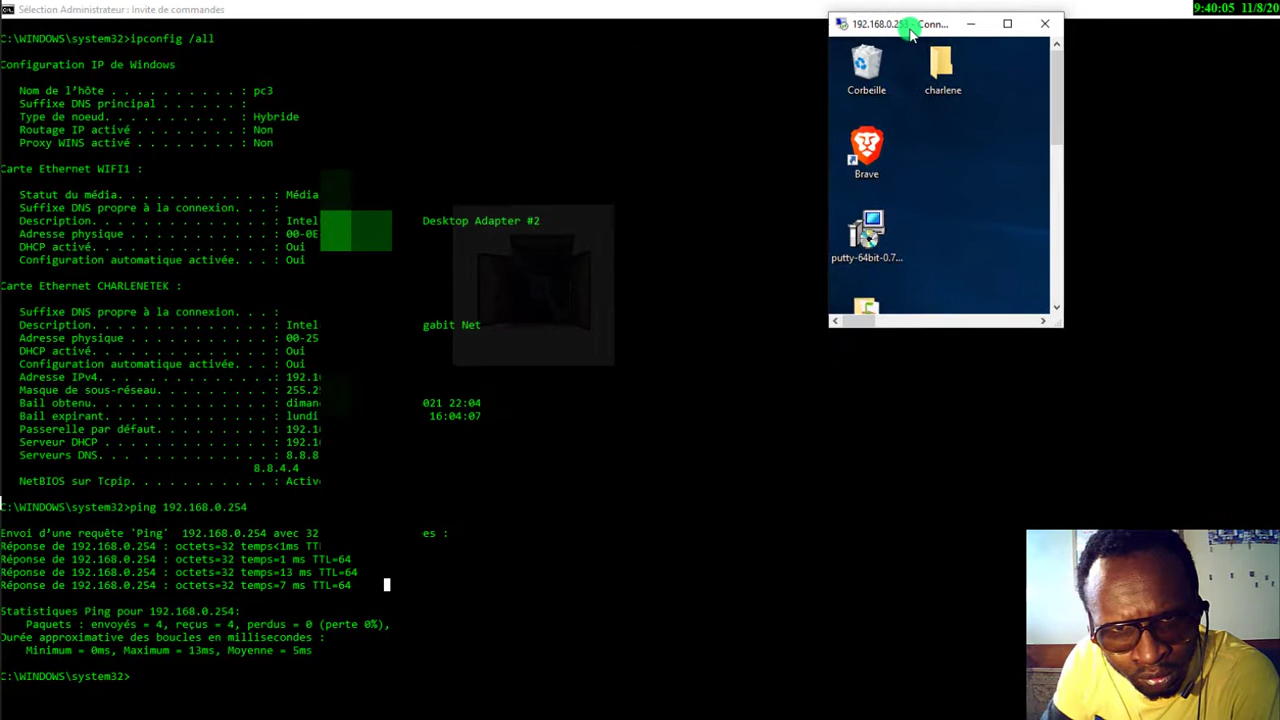 Sélection Administrateur : Invite de commandes
9:40:05 11/8/20
C:\WINDOWS\system32>ipconfig /all
Configuration IP de Windows
Nom de l’hôte . . . . . . . . . . : pc3
Suffixe DNS principal . . . . . . :
Type de noeud. . . . . . . . . . : Hybride
Routage IP activé . . . . . . . . : Non
Proxy WINS activé . . . . . . . . : Non
Carte Ethernet WIFI1 :
Statut du média. . . . . . . . . . . . : Média
Suffixe DNS propre à la connexion. . . :
Description. . . . . . . . . . . . . . : Intel Desktop Adapter #2
Adresse physique . . . . . . . . . . . : 00-0E
DHCP activé. . . . . . . . . . . . . . : Oui
Configuration automatique activée. . . : Oui
Carte Ethernet CHARLENETEK :
Suffixe DNS propre à la connexion. . . :
Description. . . . . . . . . . . . . . : Intel gabit Net
Adresse physique . . . . . . . . . . . : 00-25
DHCP activé. . . . . . . . . . . . . . : Oui
Configuration automatique activée. . . : Oui
Adresse IPv4. . . . . . . . . . . . . .: 192.1
Masque de sous-réseau. . . . . . . . . : 255.2
Bail obtenu. . . . . . . . . . . . . . : diman 021 22:04
Bail expirant. . . . . . . . . . . . . : lundi 16:04:07
Passerelle par défaut. . . . . . . . . : 192.1
Serveur DHCP . . . . . . . . . . . . . : 192.1
Serveurs DNS. . . . . . . . . . . . . : 8.8.8
8.8.4.4
NetBIOS sur Tcpip. . . . . . . . . . . : Activ
C:\WINDOWS\system32>ping 192.168.0.254
Envoi d’une requête 'Ping' 192.168.0.254 avec 32 es :
Réponse de 192.168.0.254 : octets=32 temps<1ms TTL
Réponse de 192.168.0.254 : octets=32 temps=1 ms TTL=64
Réponse de 192.168.0.254 : octets=32 temps=13 ms TTL=64
Réponse de 192.168.0.254 : octets=32 temps=7 ms TTL=64
Statistiques Ping pour 192.168.0.254:
Paquets : envoyés = 4, reçus = 4, perdus = 0 (perte 0%),
Durée approximative des boucles en millisecondes :
Minimum = 0ms, Maximum = 13ms, Moyenne = 5ms
C:\WINDOWS\system32>
- Conn...
Corbeille
charlene
Brave
putty-64bit-0.7...